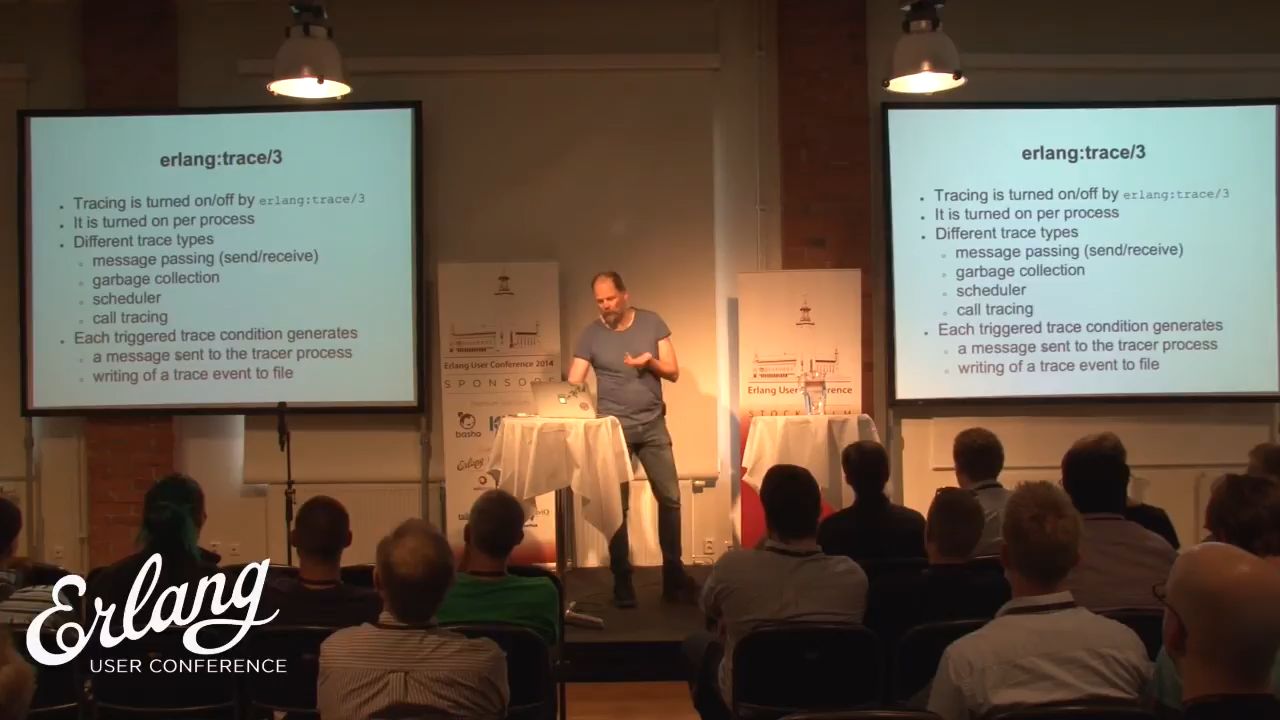 erlang:trace/3
Tracing is turned on/off by erlang:trace/3
It is turned on per process
Different trace types
message passing (send/receive)
garbage collection
scheduler
call tracing
Each triggered trace condition generates
a message sent to the tracer process
writing of a trace event to file
Erlang User Conference 2014
SPONSO
basho
Erlang
Erlang User Conference
STOCK
erlang:trace/3
Tracing is turned on/off by erlang:trace/3
It is turned on per process
Different trace types
message passing (send/receive)
garbage collection
scheduler
call tracing
Each triggered trace condition generates
a message sent to the tracer process
writing of a trace event to file
Erlang
USER CONFERENCE